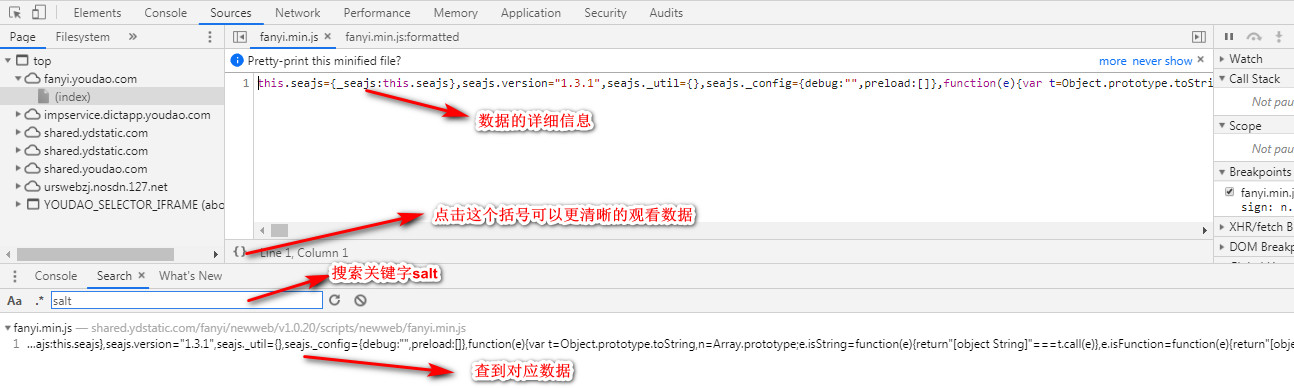 Elements Console Sources Network Performance Memory Application Security Audits
Page Filesystem »
fanyi.min.js × fanyi.min.js:formatted
top
fanyi.youdao.com
(index)
impservice.dictapp.youdao.com
shared.ydstatic.com
shared.ydstatic.com
shared.youdao.com
urswebzj.nosdn.127.net
YOUDAO_SELECTOR_IFRAME (abo
Pretty-print this minified file?
more never show ×
1 this.seajs={_seajs:this.seajs},seajs.version="1.3.1",seajs._util={},seajs._config={debug:"",preload:[]},function(e){var t=Object.prototype.toStri
数据的详细信息
点击这个括号可以更清晰的观看数据
{} Line 1, Column 1
Watch
Call Stack
Not pau
Scope
Not pau
Breakpoints
fanyi.min.j
sign: n.
XHR/fetch B
DOM Breakp
Console Search × What's New
搜索关键字salt
Aa .* salt
fanyi.min.js — shared.ydstatic.com/fanyi/newweb/v1.0.20/scripts/newweb/fanyi.min.js
1 …ajs:this.seajs},seajs.version="1.3.1",seajs._util={},seajs._config={debug:"",preload:[]},function(e){var t=Object.prototype.toString,n=Array.prototype;e.isString=function(e){return"[object String]"===t.call(e)},e.isFunction=function(e){return"[obje
查到对应数据